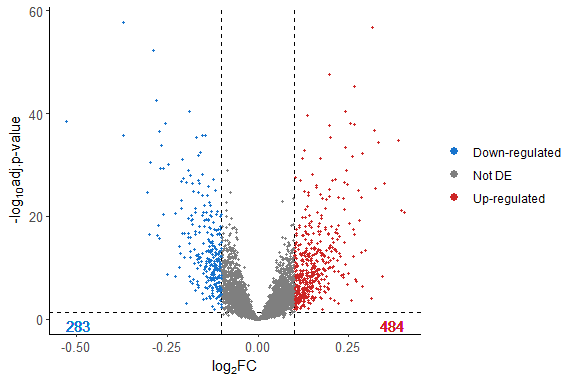 60
40
20
0
-log10adj.p-value
283
484
-0.50
-0.25
0.00
0.25
log2FC
Down-regulated
Not DE
Up-regulated